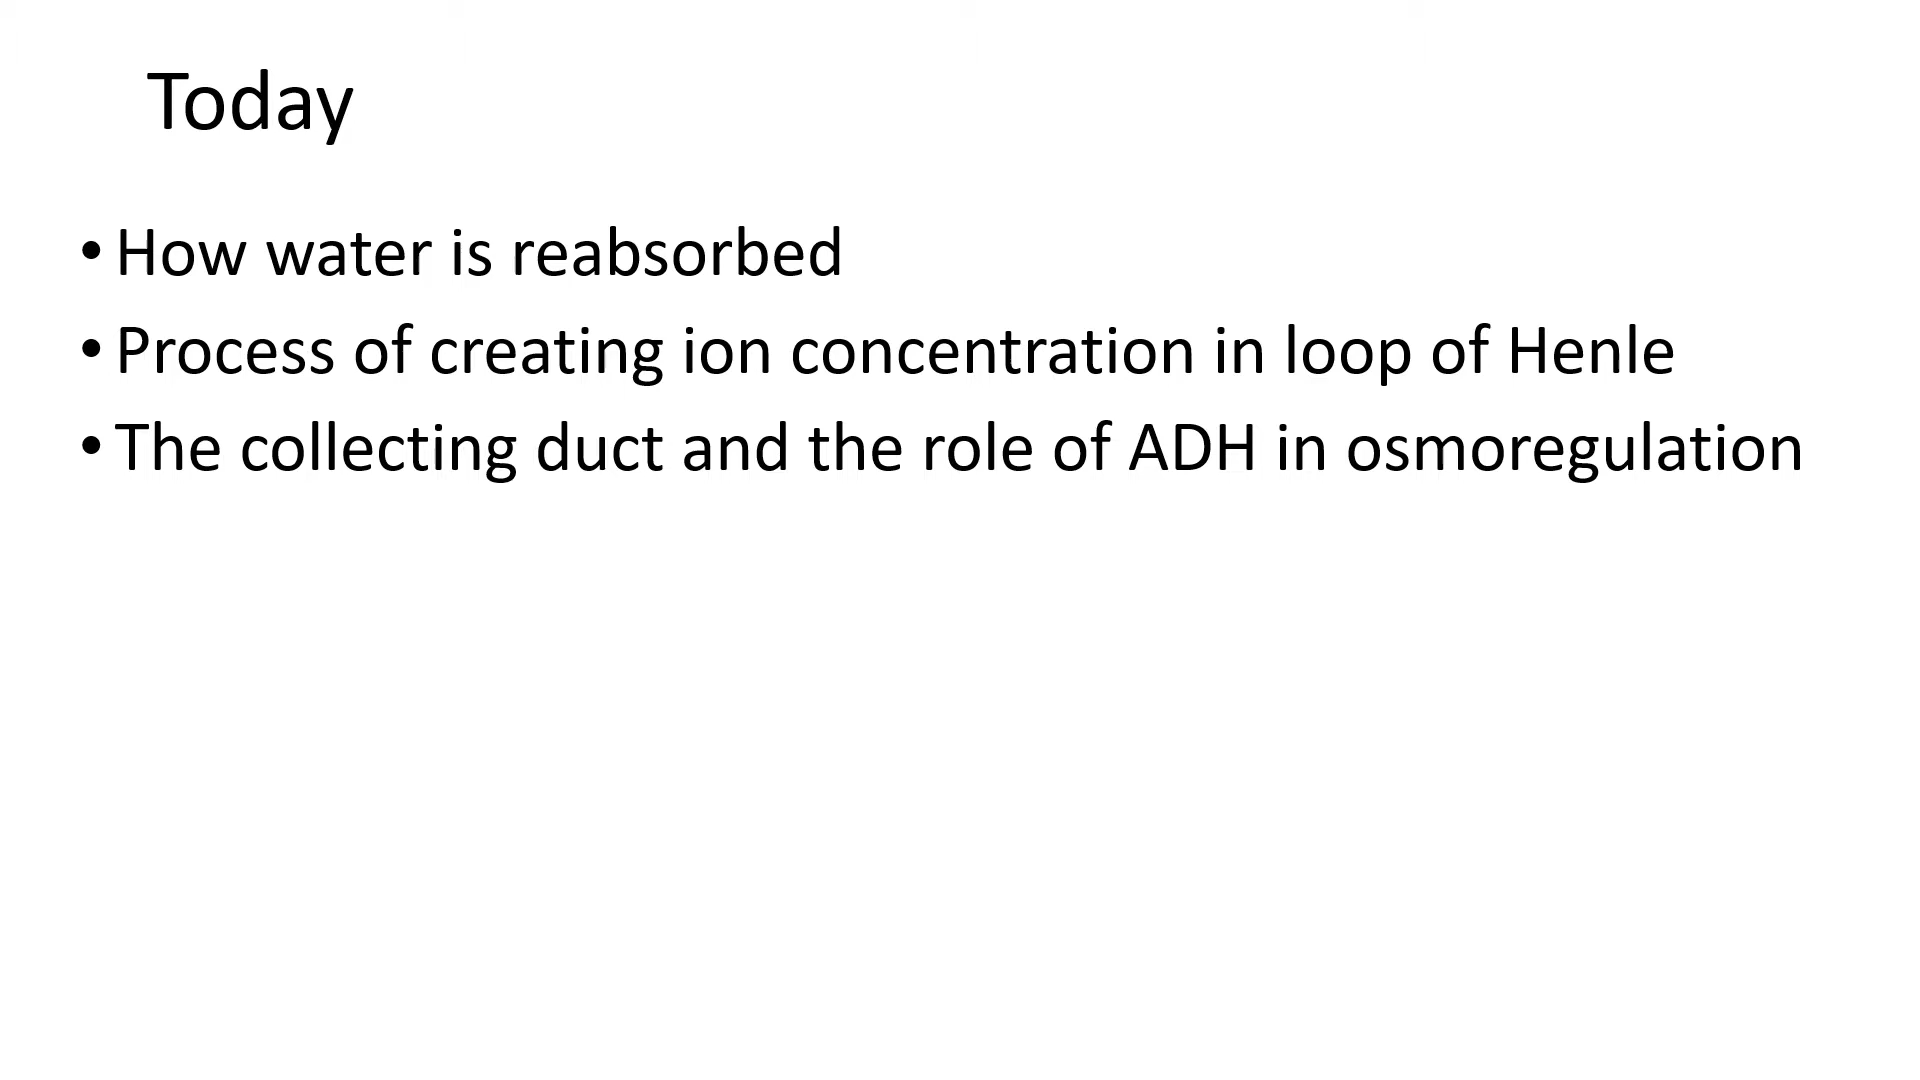 Today
• How water is reabsorbed
• Process of creating ion concentration in loop of Henle
• The collecting duct and the role of ADH in osmoregulation